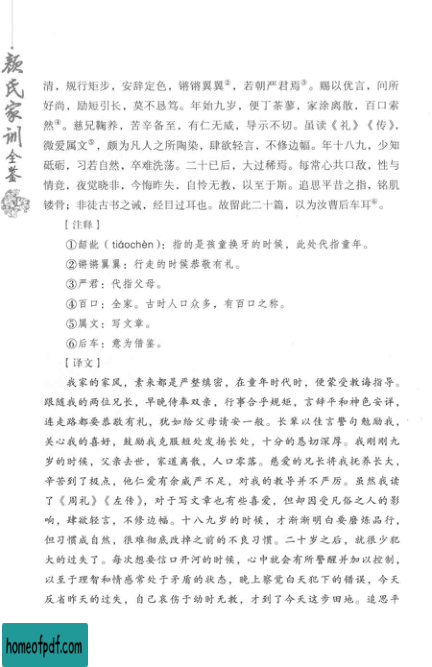 颜氏家训全鉴
清，规行矩步，安辞定色，锵锵翼翼②，若朝严君焉③。赐以优言，问所
好尚，励短引长，莫不恳笃。年始九岁，便丁荼蓼，家涂离散，百口索
然④。慈兄鞠养，苦辛备至，有仁无威，导示不切。虽读《礼》《传》，
微爱属文⑤，颇为凡人之所陶染，肆欲轻言，不修边幅。年十八九，少知
砥砺，习若自然，卒难洗荡。二十已后，大过稀焉。每常心共口敌，性与
情竞，夜觉晓非，今悔昨失，自怜无教，以至于斯。追思平昔之指，铭肌
镂骨；非徒古书之诫，经目过耳也。故留此二十篇，以为汝曹后车耳⑥。
【注释】
①龆龀（tiáochèn）：指的是孩童换牙的时候，此处代指童年。
②锵锵翼翼：行走的时候恭敬有礼。
③严君：代指父母。
④百口：全家。古时人口众多，有百口之称。
⑤属文：写文章。
⑥后车：意为借鉴。
【译文】
我家的家风，素来都是严整缜密，在童年时代时，便蒙受教诲指导。
跟随我的两位兄长，早晚侍奉双亲，行事合乎规矩，言辞平和神色安详，
连走路都要恭敬有礼，犹如给父母请安一般。长辈以佳言警句勉励我，
关心我的喜好，鼓励我克服短处发扬长处，十分的恳切深厚。我刚刚九
岁的时候，父亲去世，家道离散，人口零落。慈爱的兄长将我抚养长大，
辛苦到了极点，他仁爱有余威严不足，对我的教导并不严厉。虽然我读
了《周礼》《左传》，对于写文章也有些喜爱，但却因受凡俗之人的影
响，肆欲轻言，不修边幅。十八九岁的时候，才渐渐明白要磨炼品行，
但习惯成自然，很难彻底改掉之前的不良习惯。二十岁之后，就很少犯
大的过失了。每次想要信口开河的时候，心中就会有所警醒并加以控制，
以至于理智和情感常处于矛盾的状态，晚上察觉白天犯下的错误，今天
反省昨天的过失，自己哀伤于幼时无教，才到了今天这步田地。追思平
homeofpdf.com